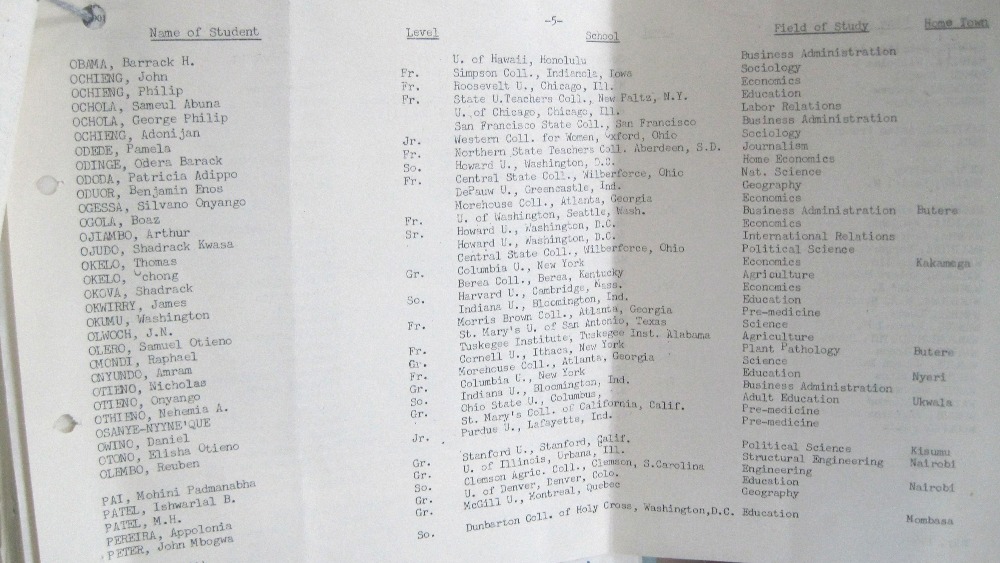 -5-
Name of Student
OBAMA, Barrack H.
OCHIENG, John
OCHIENG, Philip
OCHOLA, Sameul Abuna
OCHOLA, George Philip
OCHIENG, Adonijan
ODEDE, Pamela
ODINGE, Odera Barack
ODODA, Patricia Adippo
ODUOR, Benjamin Enos
OGESSA, Silvano Onyango
OGOLA, Boaz
OJIAMBO, Arthur
OJUDO, Shadrack Kwasa
OKELO, Thomas
OKELO, Ochong
OKOVA, Shadrack
OKWIRRY, James
OKUMU, Washington
OLWOCH, J.N.
OLERO, Samuel Otieno
OMONDI, Raphael
ONYUNDO, Amram
OTIENO, Nicholas
OTIENO, Onyango
OTHIENO, Nehemia A.
OSANYE-NYYNE'QUE
OWINO, Daniel
OTONO, Elisha Otieno
OLEMBO, Reuben
PAI, Mohini Padmanabha
PATEL, Ishwarlal B.
PATEL, M.H.
PEREIRA, Appolonia
PETER, John Mbogwa
Level
Fr.
Fr.
Fr.
Jr.
Fr.
So.
Fr.
Fr.
Sr.
Gr.
So.
Fr.
Fr.
Gr.
Fr.
Gr.
So.
Gr.
Jr.
Gr.
Gr.
So.
Gr.
Gr.
So.
School
U. of Hawaii, Honolulu
Simpson Coll., Indianola, Iowa
Roosevelt U., Chicago, Ill.
State U.Teachers Coll., New Paltz, N.Y.
U. of Chicago, Chicago, Ill.
San Francisco State Coll., San Francisco
Western Coll. for Women, Oxford, Ohio
Northern State Teachers Coll. Aberdeen, S.D.
Howard U., Washington, D.C.
Central State Coll., Wilberforce, Ohio
DePauw U., Greencastle, Ind.
Morehouse Coll., Atlanta, Georgia
U. of Washington, Seattle, Wash.
Howard U., Washington, D.C.
Howard U., Washington, D.C.
Central State Coll., Wilberforce, Ohio
Columbia U., New York
Berea Coll., Berea, Kentucky
Harvard U., Cambridge, Mass.
Indiana U., Bloomington, Ind.
Morris Brown Coll., Atlanta, Georgia
St. Mary's U. of San Antonio, Texas
Tuskegee Institute, Tuskegee Inst. Alabama
Cornell U., Ithaca, New York
Morehouse Coll., Atlanta, Georgia
Columbia U., New York
Indiana U., Bloomington, Ind.
Ohio State U., Columbus,
St. Mary's Coll. of California, Calif.
Purdue U., Lafayette, Ind.
Stanford U., Stanford, Calif.
U. of Illinois, Urbana, Ill.
Clemson Agric. Coll., Clemson, S.Carolina
U. of Denver, Denver, Colo.
McGill U., Montreal, Quebec
Dunbarton Coll. of Holy Cross, Washington,D.C.
Field of Study
Business Administration
Sociology
Economics
Education
Labor Relations
Business Administration
Sociology
Journalism
Home Economics
Nat. Science
Geography
Economics
Business Administration
Economics
International Relations
Political Science
Economics
Agriculture
Economics
Education
Pre-medicine
Science
Agriculture
Plant Pathology
Science
Education
Business Administration
Adult Education
Pre-medicine
Pre-medicine
Political Science
Structural Engineering
Engineering
Education
Geography
Education
Home Town
Butere
Kakamega
Butere
Nyeri
Ukwala
Kisumu
Nairobi
Nairobi
Mombasa